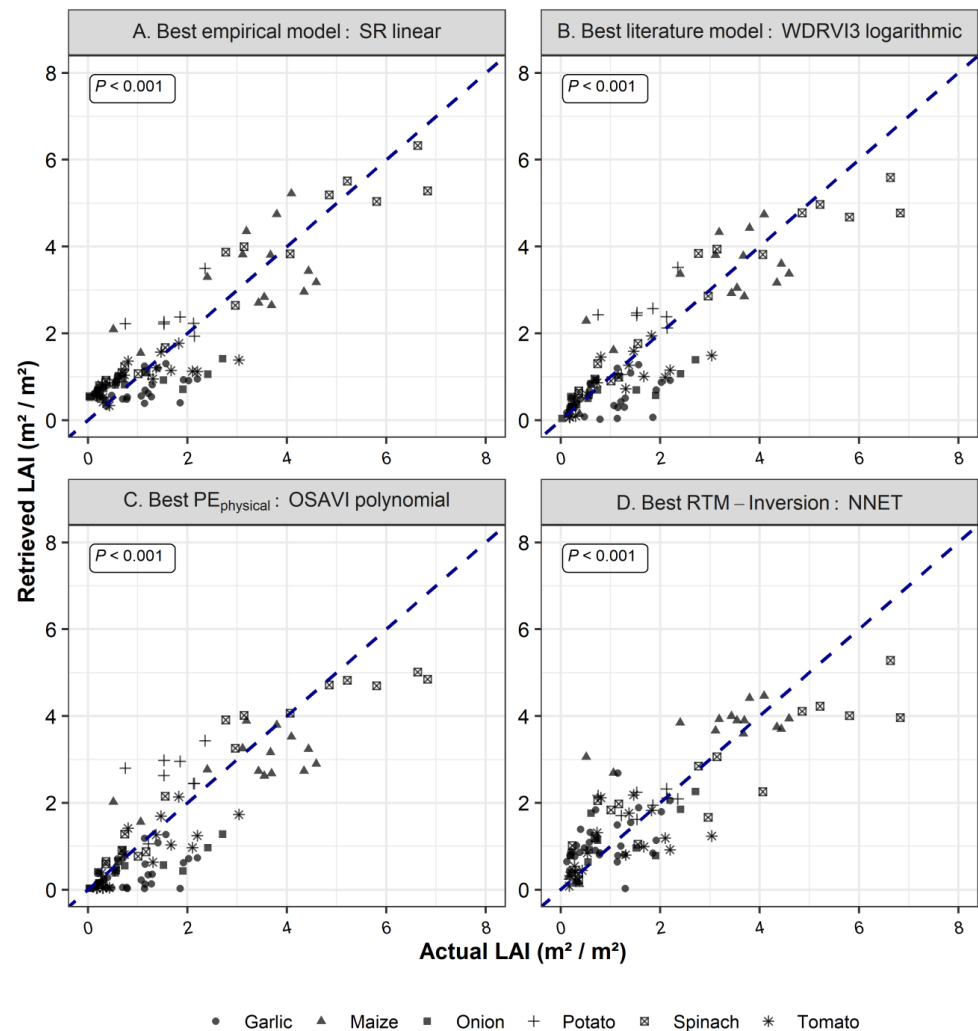 A. Best empirical model : SR linear
B. Best literature model : WDRVI3 logarithmic
P < 0.001
P < 0.001
8
6
4
2
0
0 2 4 6 8
0 2 4 6 8
C. Best PEphysical : OSAVI polynomial
D. Best RTM – Inversion : NNET
P < 0.001
P < 0.001
8
6
4
2
0
0 2 4 6 8
0 2 4 6 8
Retrieved LAI (m² / m²)
Actual LAI (m² / m²)
Garlic Maize Onion Potato Spinach Tomato